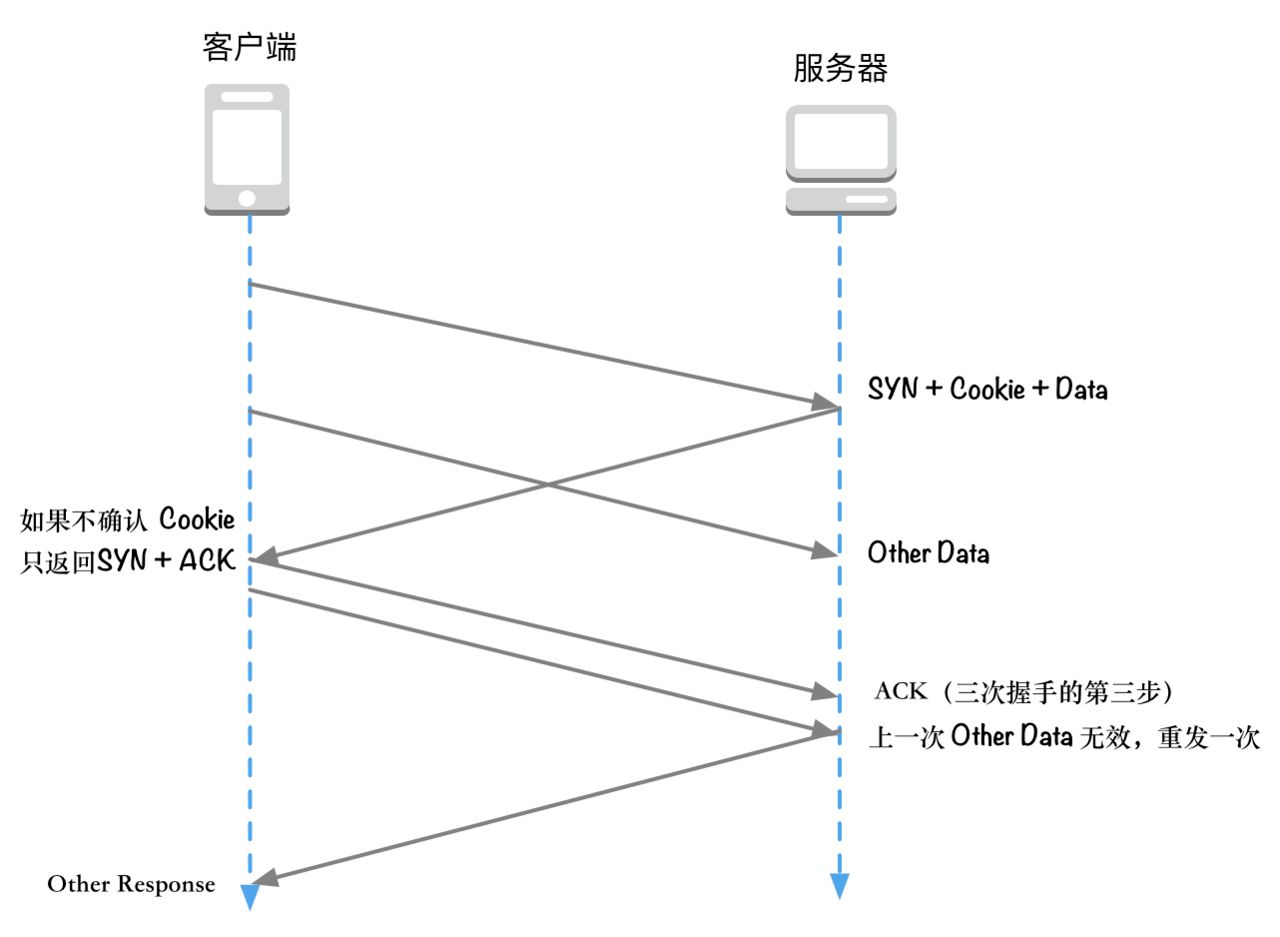 客户端
服务器
SYN + Cookie + Data
如果不确认 Cookie
只返回SYN + ACK
Other Data
ACK（三次握手的第三步）
上一次 Other Data 无效，重发一次
Other Response